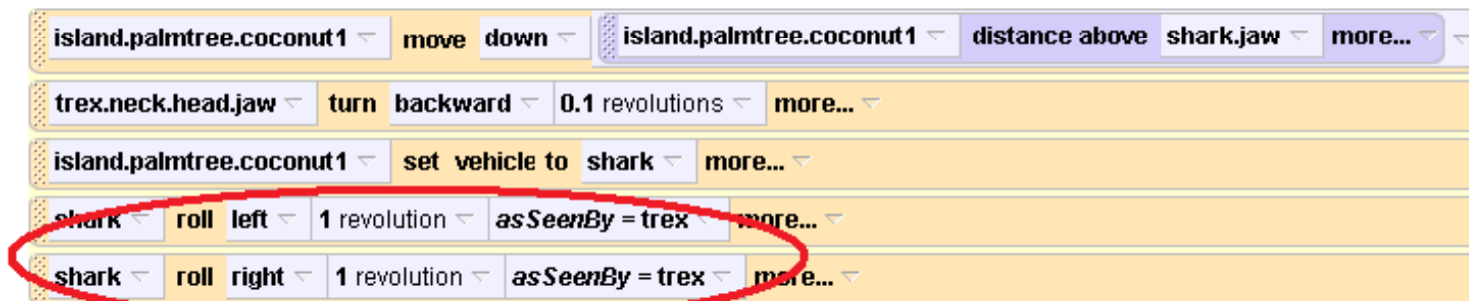 island.palmtree.coconut1 move down island.palmtree.coconut1 distance above shark.jaw more...
trex.neck.head.jaw turn backward 0.1 revolutions more...
island.palmtree.coconut1 set vehicle to shark more...
shark roll left 1 revolution asSeenBy = trex more...
shark roll right 1 revolution asSeenBy = trex more...